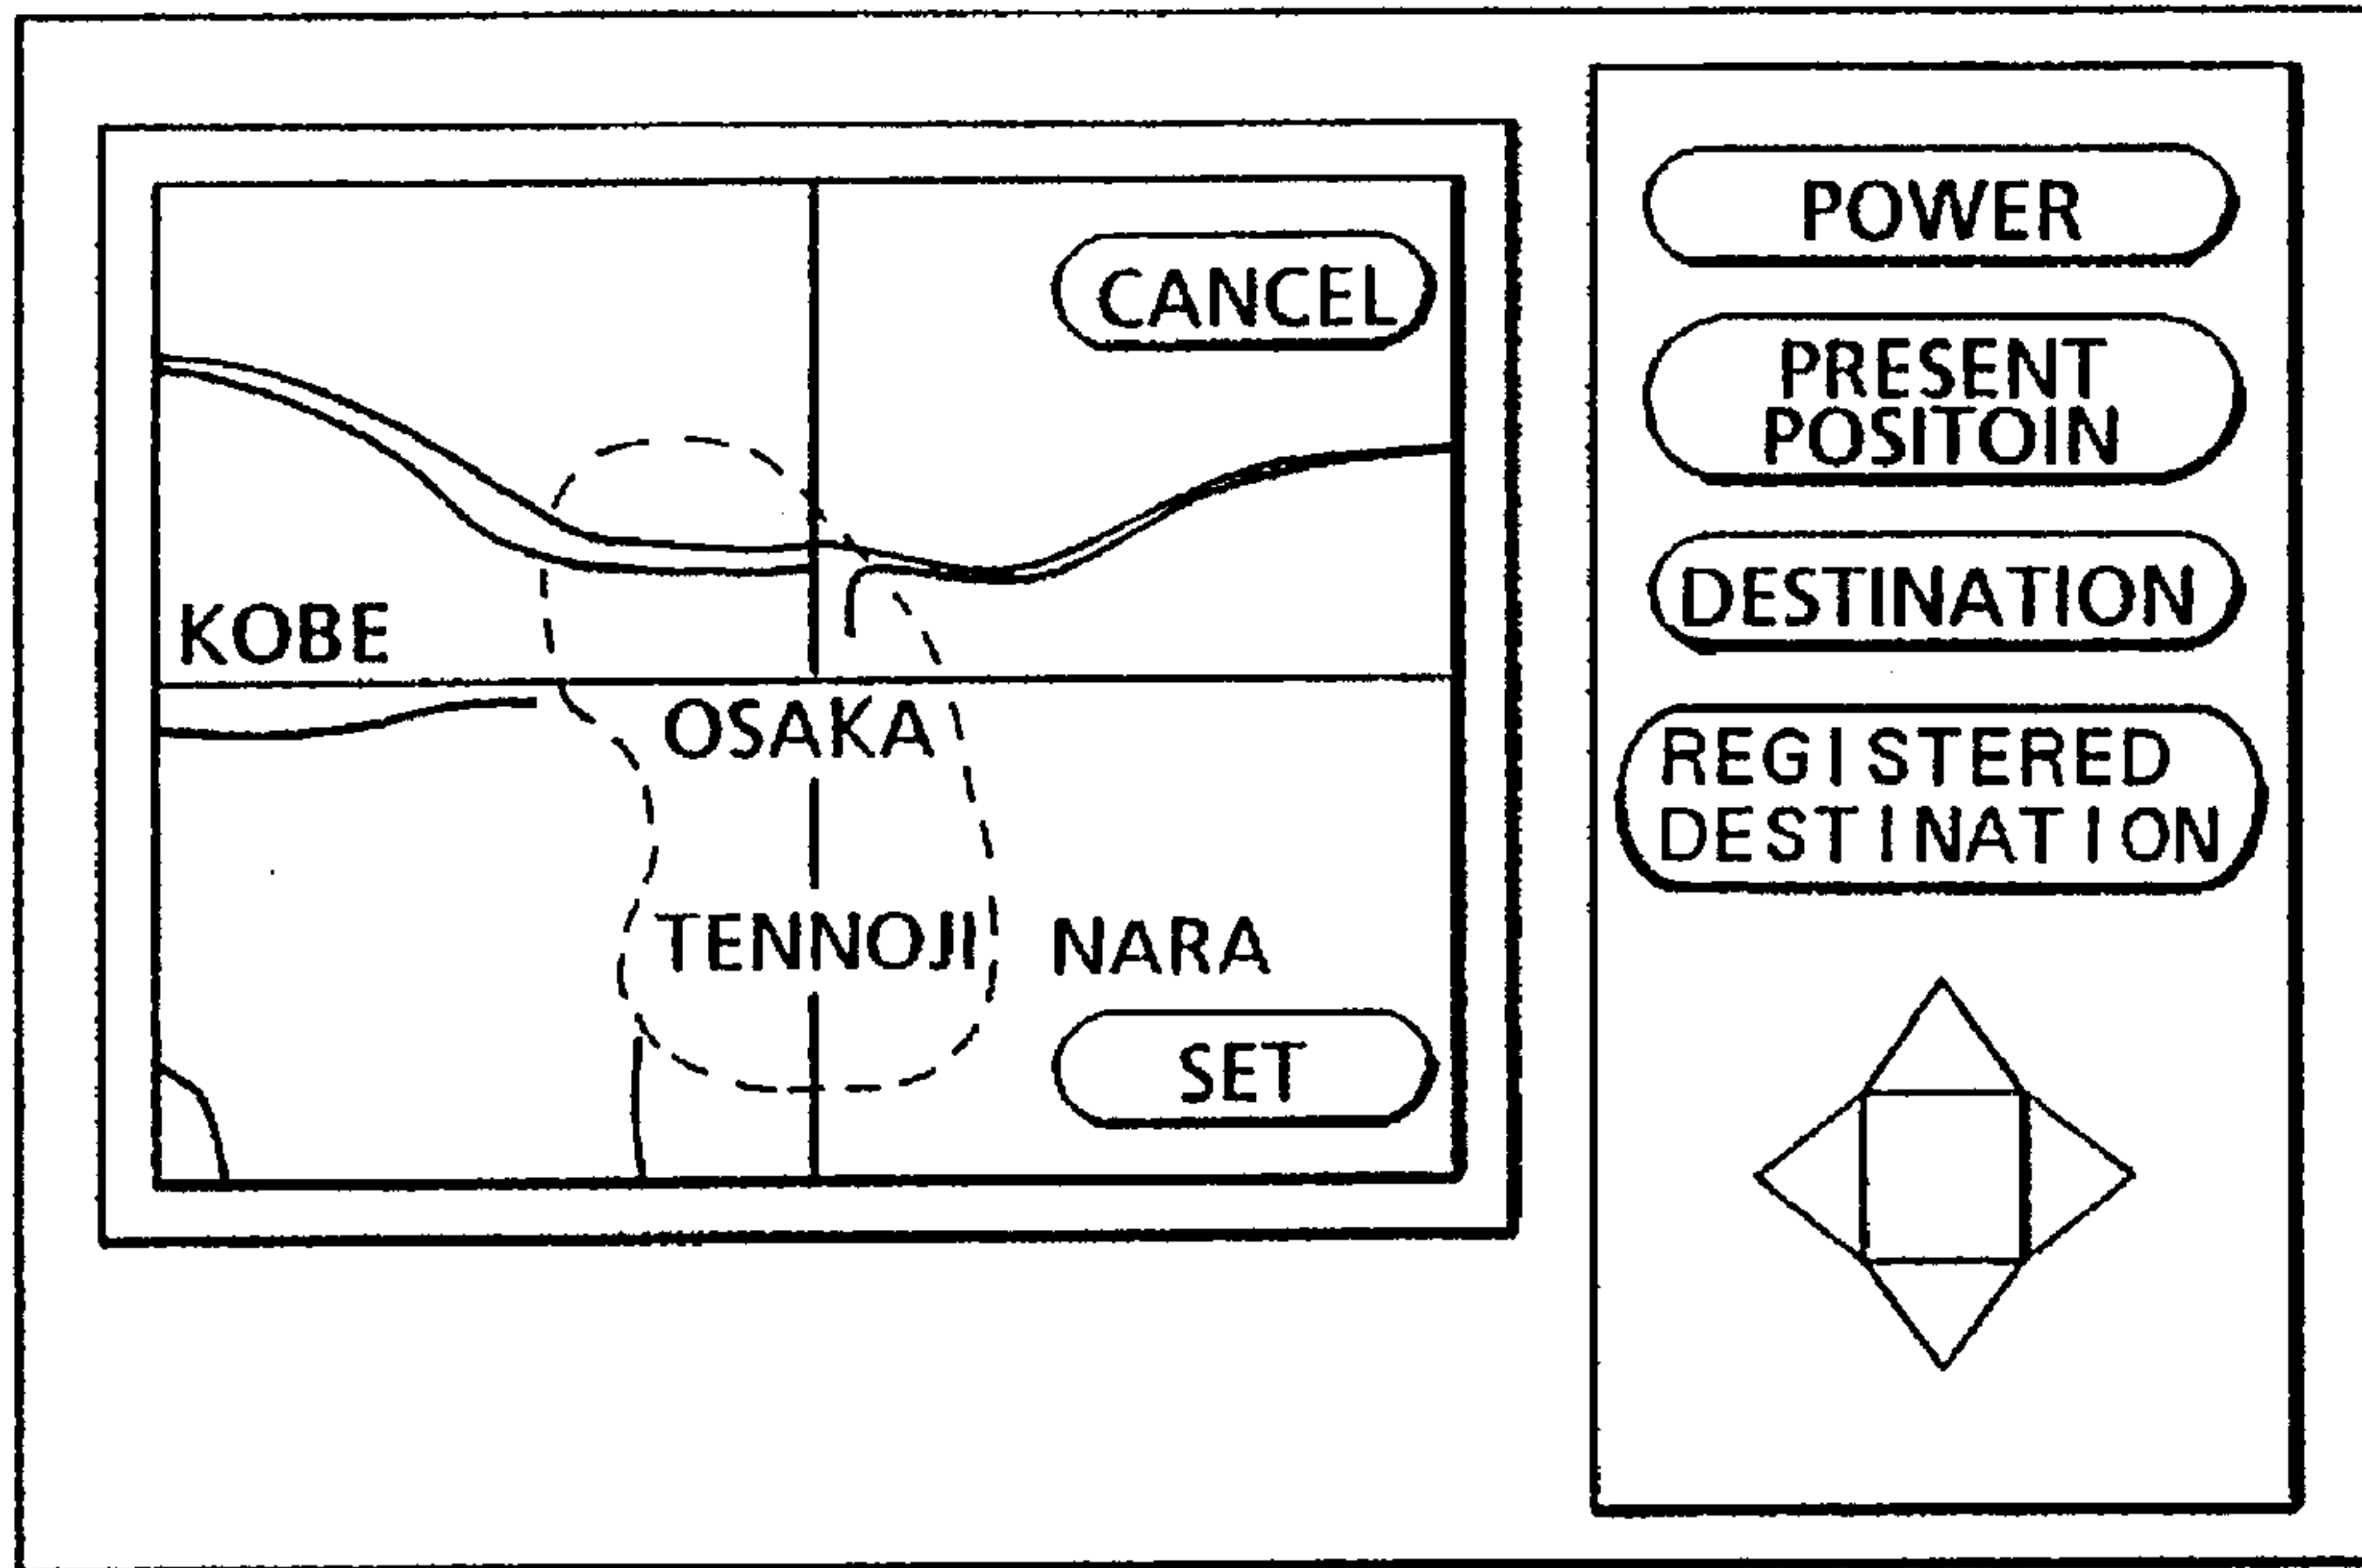 CANCEL
KOBE
OSAKA
TENNOJI
NARA
SET
POWER
PRESENT
POSITOIN
DESTINATION
REGISTERED
DESTINATION